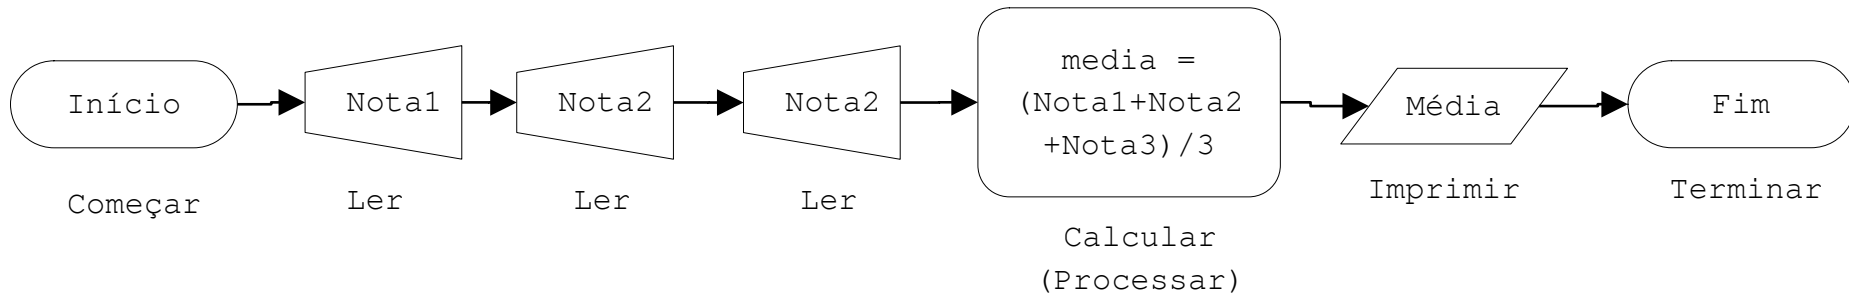 Início
Nota1
Nota2
Nota2
media =
(Nota1+Nota2
+Nota3)/3
Média
Fim
Começar
Ler
Ler
Ler
Calcular
(Processar)
Imprimir
Terminar